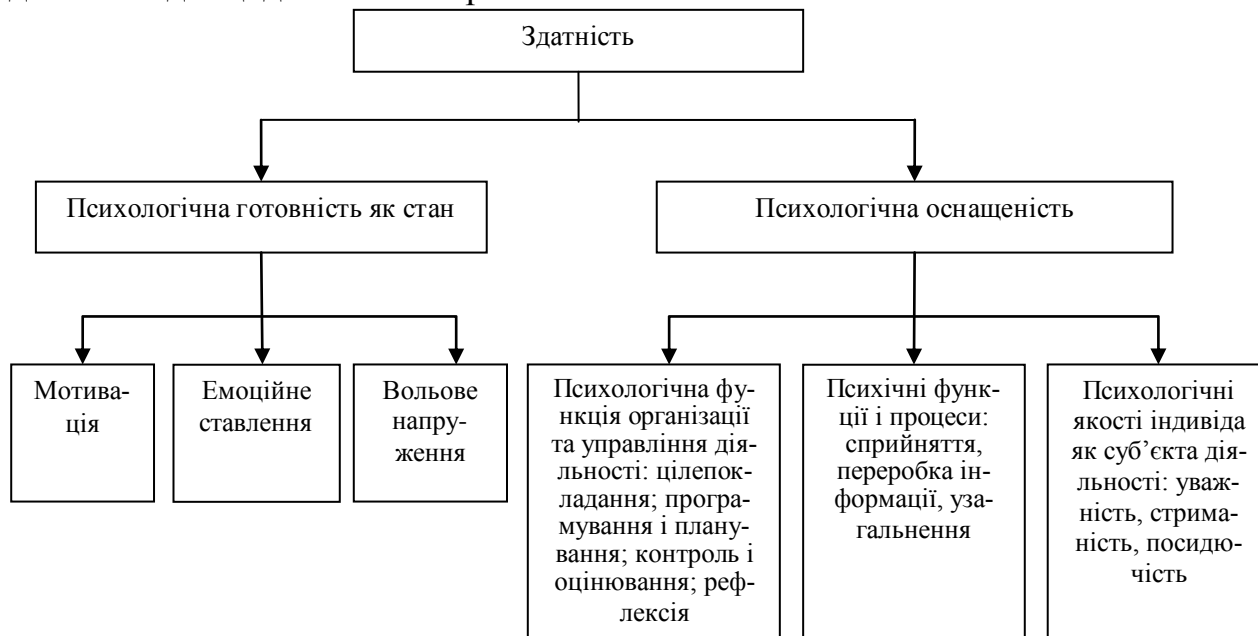 Здатність
Психологічна готовність як стан
Психологічна оснащеність
Мотива-
ція
Емоційне
ставлення
Вольове
напру-
ження
Психологічна фу-
нкція організації
та управління дія-
льності: цілепок-
ладання; програ-
мування і плану-
вання; контроль і
оцінювання; реф-
лексія
Психічні функ-
ції і процеси:
сприйняття,
переробка ін-
формації, уза-
гальнення
Психологічні
якості індивіда
як суб’єкта дія-
льності: уваж-
ність, стрима-
ність, посидю-
чість